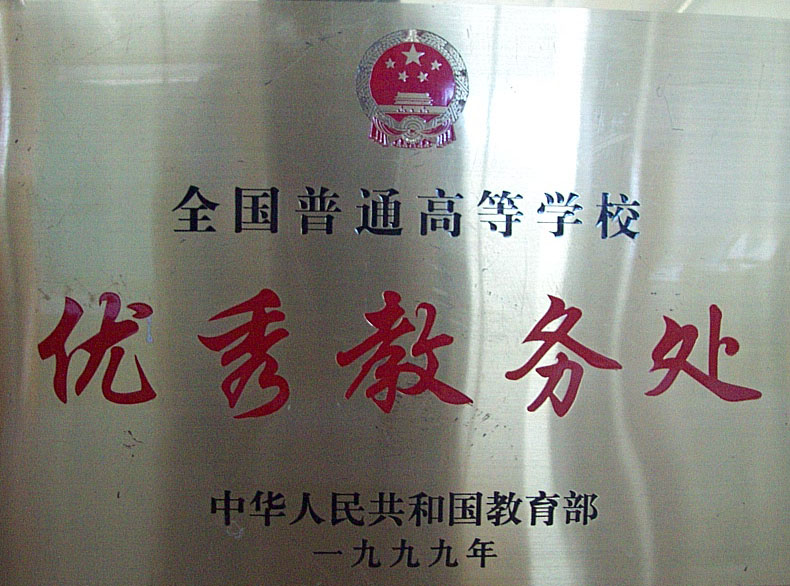 全国普通高等学校
优秀教务处
中华人民共和国教育部
一九九九年